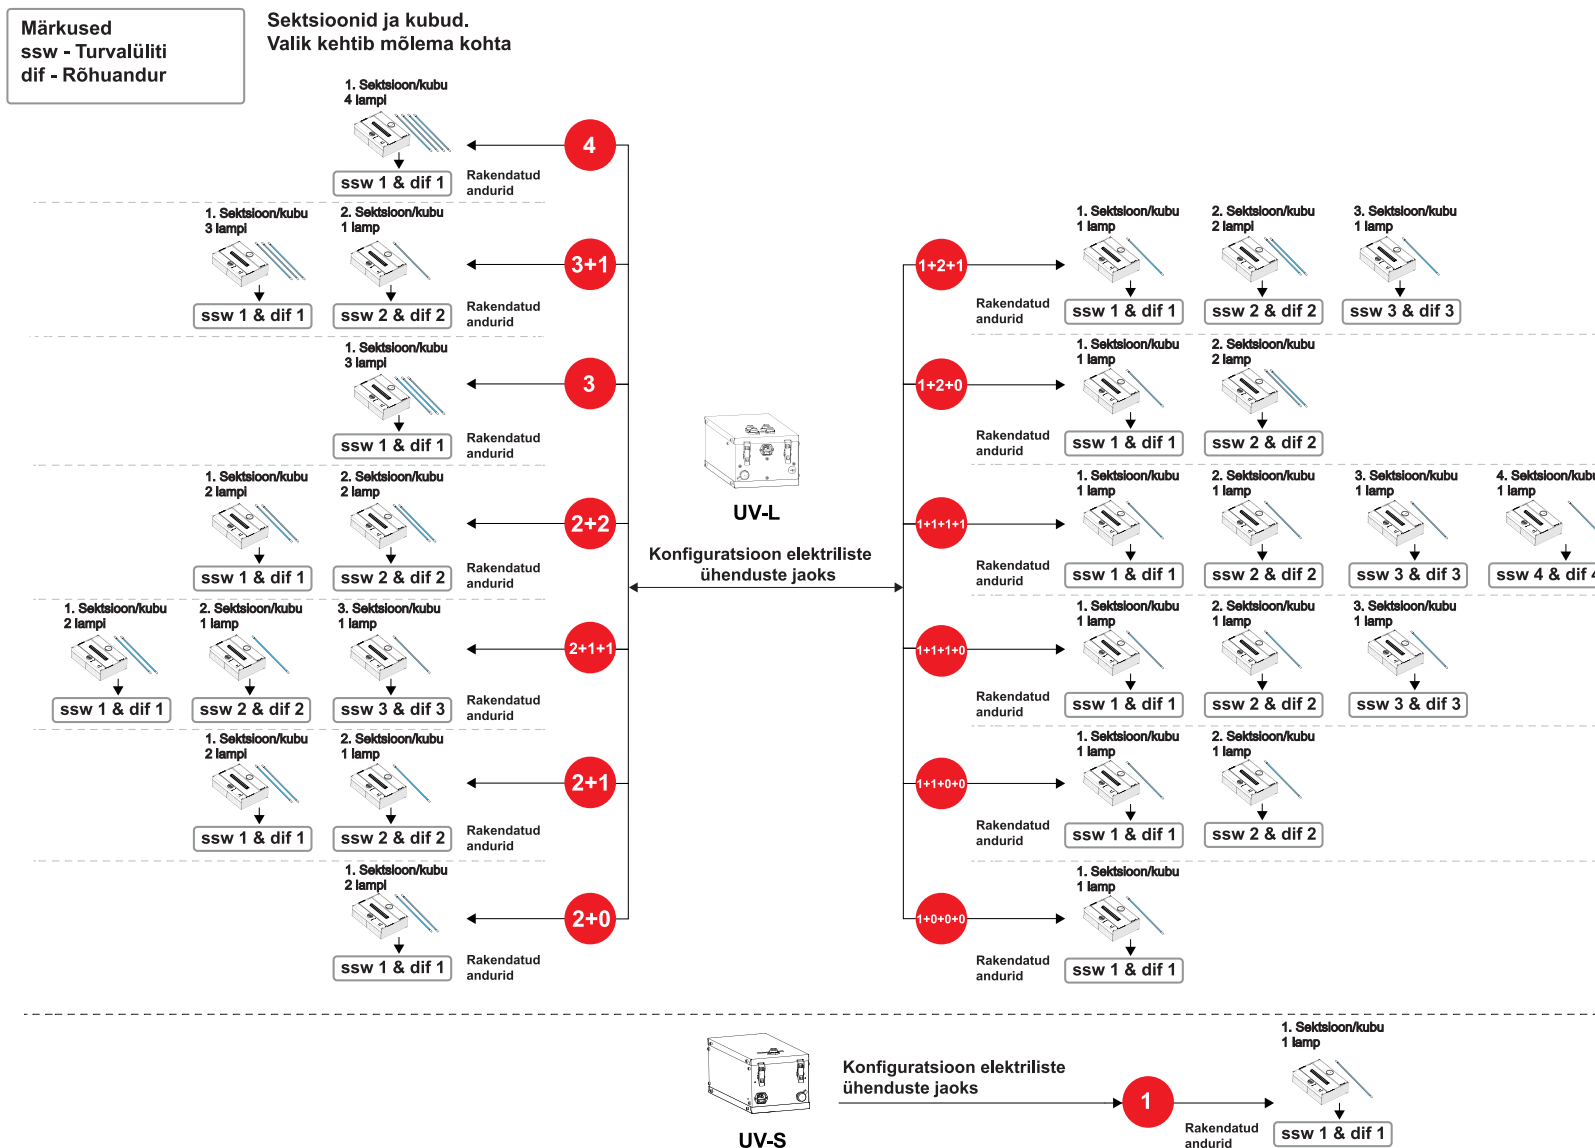 Märkused
ssw - Turvalüliti
dif - Rõhuandur
Sektsioonid ja kubud.
Valik kehtib mõlema kohta
1. Sektsioon/kubu
4 lampi
4
ssw 1 & dif 1
Rakendatud
andurid
1. Sektsioon/kubu
3 lampi
2. Sektsioon/kubu
1 lamp
3+1
ssw 1 & dif 1
ssw 2 & dif 2
Rakendatud
andurid
1. Sektsioon/kubu
3 lampi
3
ssw 1 & dif 1
Rakendatud
andurid
1. Sektsioon/kubu
2 lampi
2. Sektsioon/kubu
2 lamp
2+2
ssw 1 & dif 1
ssw 2 & dif 2
Rakendatud
andurid
1. Sektsioon/kubu
2 lampi
2. Sektsioon/kubu
1 lamp
3. Sektsioon/kubu
1 lamp
2+1+1
ssw 1 & dif 1
ssw 2 & dif 2
ssw 3 & dif 3
Rakendatud
andurid
1. Sektsioon/kubu
2 lampi
2. Sektsioon/kubu
1 lamp
2+1
ssw 1 & dif 1
ssw 2 & dif 2
Rakendatud
andurid
1. Sektsioon/kubu
2 lampi
2+0
ssw 1 & dif 1
Rakendatud
andurid
UV-L
Konfiguratsioon elektriliste
ühenduste jaoks
1+2+1
1. Sektsioon/kubu
1 lamp
2. Sektsioon/kubu
2 lampi
3. Sektsioon/kubu
1 lamp
Rakendatud
andurid
ssw 1 & dif 1
ssw 2 & dif 2
ssw 3 & dif 3
1+2+0
1. Sektsioon/kubu
1 lamp
2. Sektsioon/kubu
2 lamp
Rakendatud
andurid
ssw 1 & dif 1
ssw 2 & dif 2
1+1+1+1
1. Sektsioon/kubu
1 lamp
2. Sektsioon/kubu
1 lamp
3. Sektsioon/kubu
1 lamp
4. Sektsioon/kubu
1 lamp
Rakendatud
andurid
ssw 1 & dif 1
ssw 2 & dif 2
ssw 3 & dif 3
ssw 4 & dif 4
1+1+1+0
1. Sektsioon/kubu
1 lamp
2. Sektsioon/kubu
1 lamp
3. Sektsioon/kubu
1 lamp
Rakendatud
andurid
ssw 1 & dif 1
ssw 2 & dif 2
ssw 3 & dif 3
1+1+0+0
1. Sektsioon/kubu
1 lamp
2. Sektsioon/kubu
1 lamp
Rakendatud
andurid
ssw 1 & dif 1
ssw 2 & dif 2
1+0+0+0
1. Sektsioon/kubu
1 lamp
Rakendatud
andurid
ssw 1 & dif 1
UV-S
Konfiguratsioon elektriliste
ühenduste jaoks
1
1. Sektsioon/kubu
1 lamp
Rakendatud
andurid
ssw 1 & dif 1